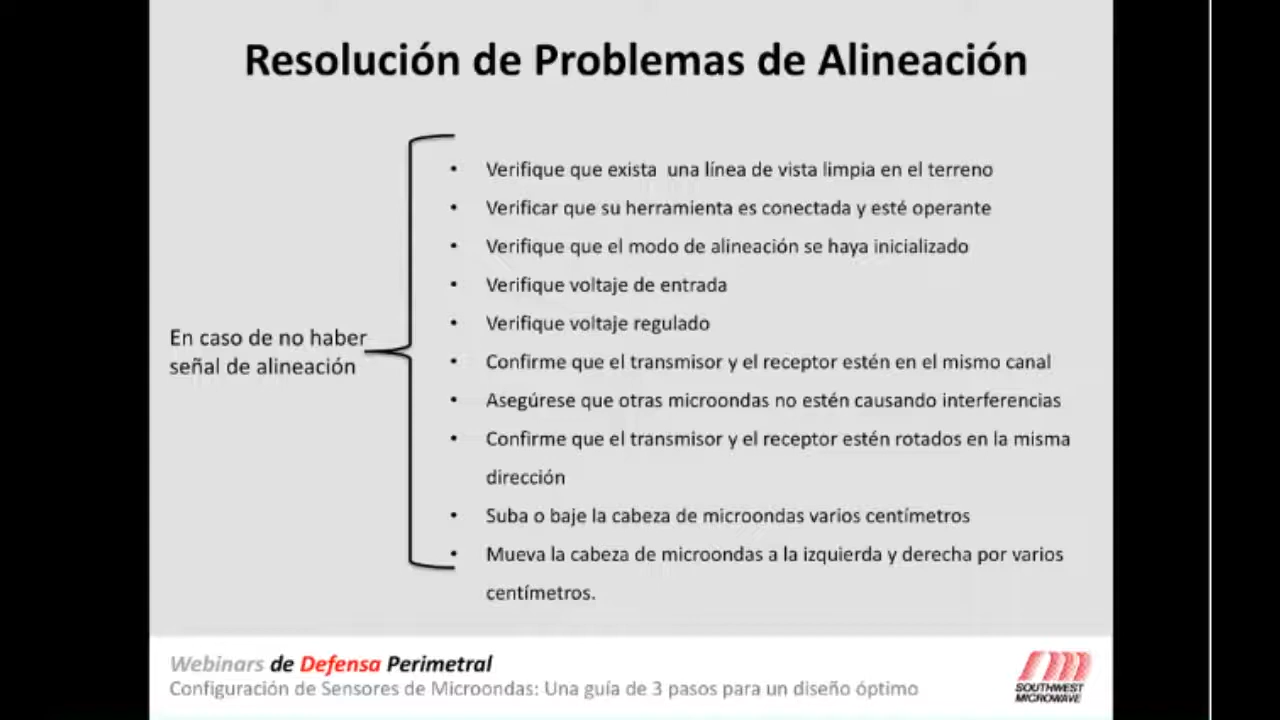 Resolución de Problemas de Alineación
En caso de no haber
señal de alineación
• Verifique que exista una línea de vista limpia en el terreno
• Verificar que su herramienta es conectada y esté operante
• Verifique que el modo de alineación se haya inicializado
• Verifique voltaje de entrada
• Verifique voltaje regulado
• Confirme que el transmisor y el receptor estén en el mismo canal
• Asegúrese que otras microondas no estén causando interferencias
• Confirme que el transmisor y el receptor estén rotados en la misma
dirección
• Suba o baje la cabeza de microondas varios centímetros
• Mueva la cabeza de microondas a la izquierda y derecha por varios
centímetros.
Webinars de Defensa Perimetral
Configuración de Sensores de Microondas: Una guía de 3 pasos para un diseño óptimo
SOUTHWEST
MICROWAVE